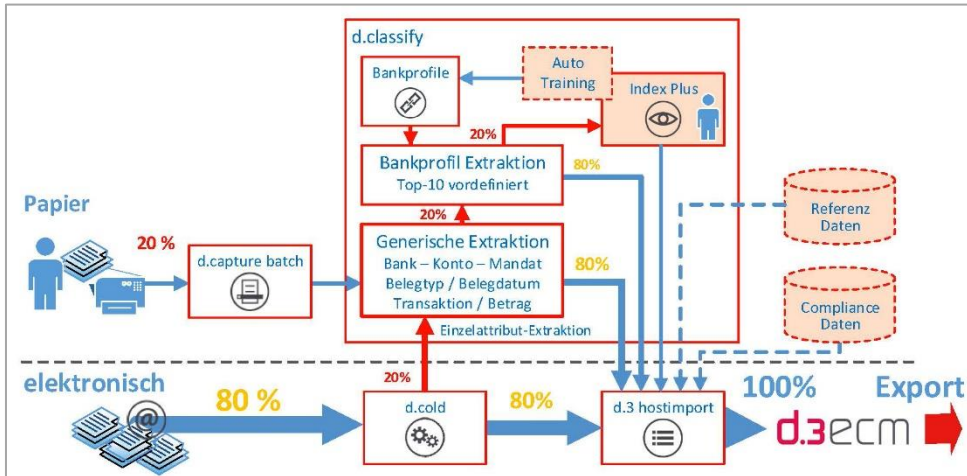 d.classify
Bankprofile
Auto
Training
Index Plus
20%
Bankprofil Extraktion
Top-10 vordefiniert
80%
Papier
20 %
d.capture batch
20%
Generische Extraktion
Bank – Konto – Mandat
Belegtyp / Belegdatum
Transaktion / Betrag
80%
Einzelattribut-Extraktion
Referenz
Daten
Compliance
Daten
elektronisch
@
80 %
20%
d.cold
80%
d.3 hostimport
100%
Export
d.3ecm